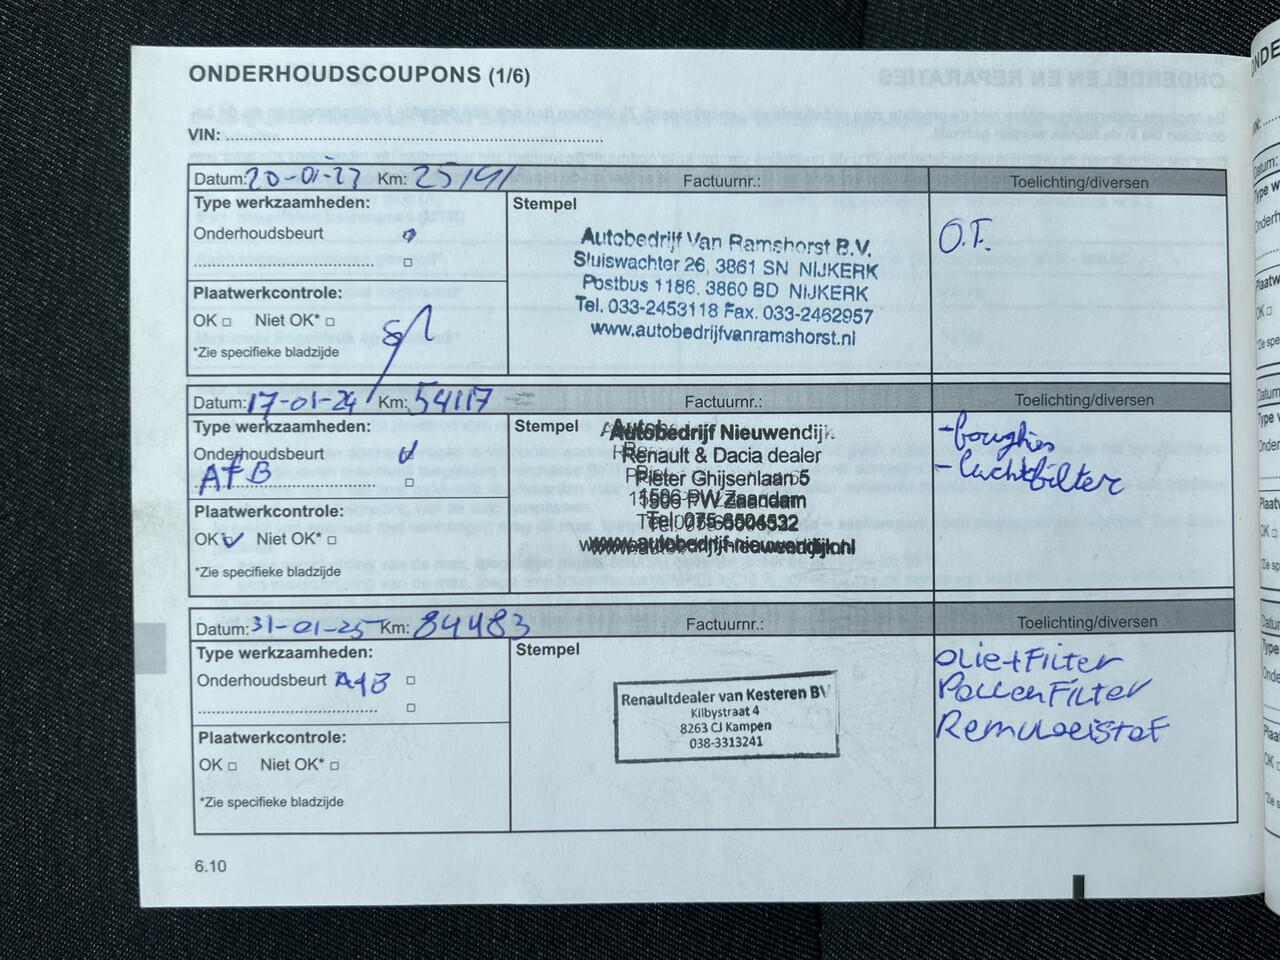 ONDERHOUDSCOUPONS (1/6)
VIN:
Datum: 20-01-23 Km: 25191 Factuurnr.: Toelichting/diversen
Type werkzaamheden:
Onderhoudsbeurt
Stempel
Autobedrijf Van Ramshorst B.V.
Sluiswachter 26, 3861 SN NIJKERK
Postbus 1186, 3860 BD NIJKERK
Tel. 033-2453118 Fax. 033-2462957
www.autobedrijfvanramshorst.nl
O.T.
Plaatwerkcontrole:
OK Niet OK*
*Zie specifieke bladzijde
Datum: 17-01-24 Km: 54117 Factuurnr.: Toelichting/diversen
Type werkzaamheden:
Onderhoudsbeurt
A+B
Stempel
Autobedrijf Nieuwendijk
Renault & Dacia dealer
Pieter Ghijsenlaan 5
1506 PW Zaandam
Tel. 075-6504532
www.autobedrijf-nieuwendijk.nl
-bougies
-luchtfilter
Plaatwerkcontrole:
OK Niet OK*
*Zie specifieke bladzijde
Datum: 31-01-25 Km: 84483 Factuurnr.: Toelichting/diversen
Type werkzaamheden:
Onderhoudsbeurt A+B
Stempel
Renaultdealer van Kesteren BV
Kilbystraat 4
8263 CJ Kampen
038-3313241
OLie+FilTer
PollenFilTer
Remvloeistof
Plaatwerkcontrole:
OK Niet OK*
*Zie specifieke bladzijde
6.10